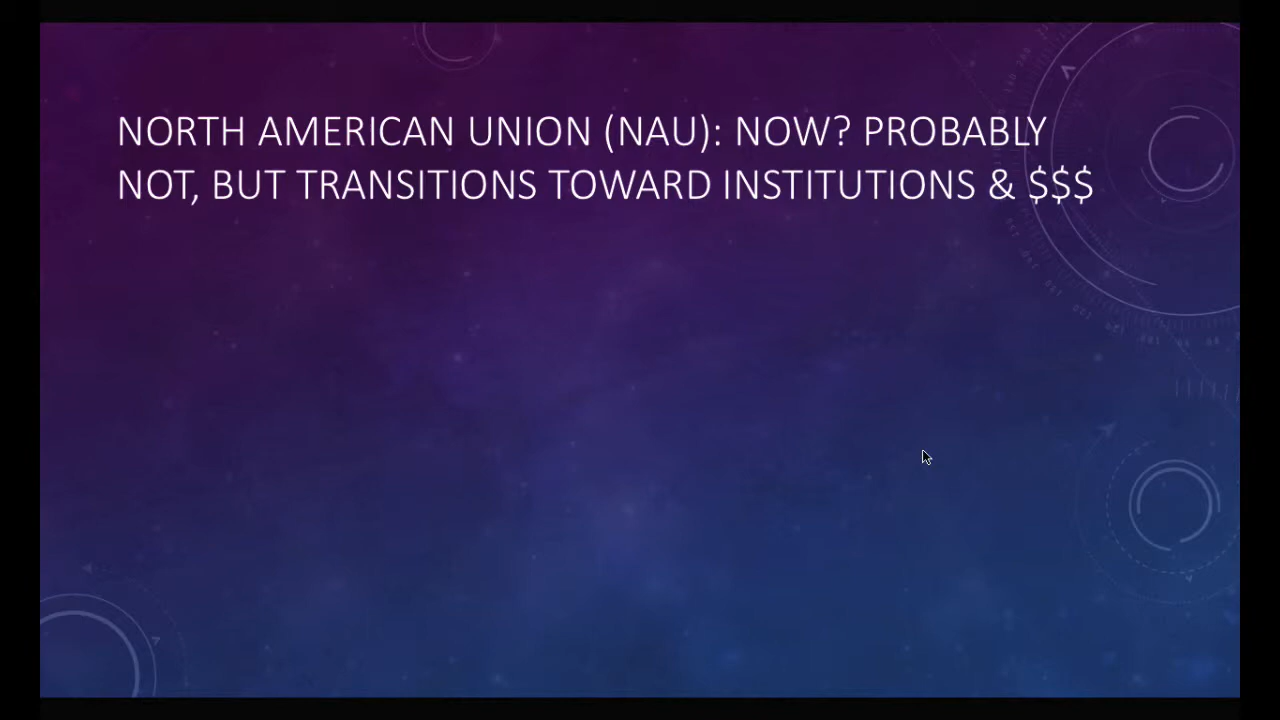 NORTH AMERICAN UNION (NAU): NOW? PROBABLY
NOT, BUT TRANSITIONS TOWARD INSTITUTIONS & $$$